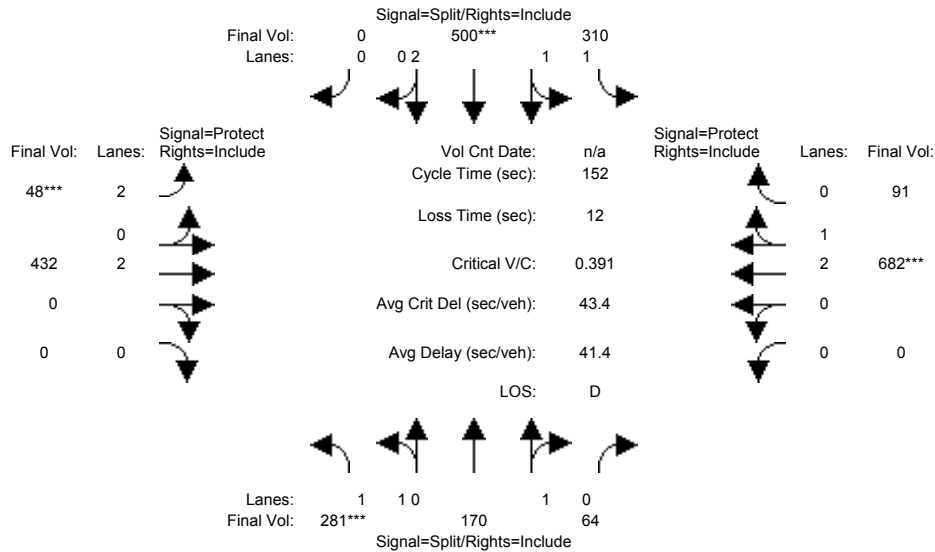 Signal=Split/Rights=Include
Final Vol: 0 500*** 310
Lanes: 0 0 2 1 1
Signal=Protect
Final Vol: Lanes: Rights=Include
Vol Cnt Date: n/a
Signal=Protect
Rights=Include Lanes: Final Vol:
Cycle Time (sec): 152
48*** 2
0 91
Loss Time (sec): 12
0
1
432 2
Critical V/C: 0.391
2 682***
0
Avg Crit Del (sec/veh): 43.4
0
0 0
Avg Delay (sec/veh): 41.4
0 0
LOS: D
Lanes: 1 1 0 1 0
Final Vol: 281*** 170 64
Signal=Split/Rights=Include